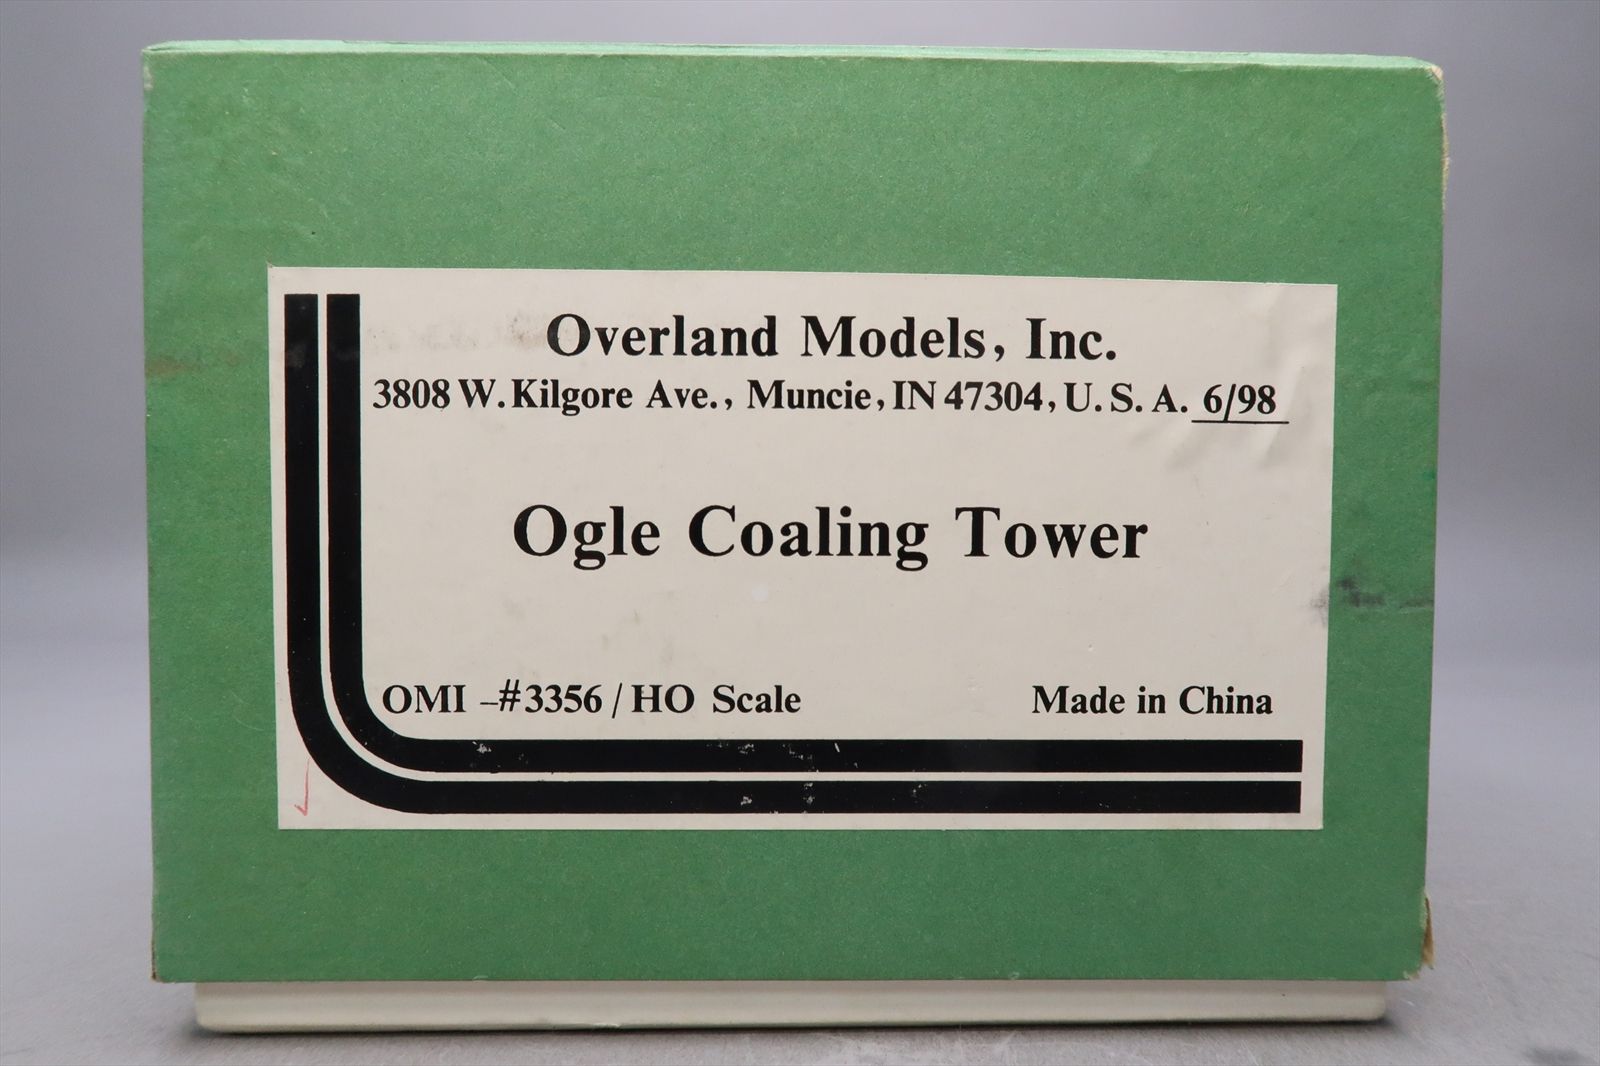 Overland Models, Inc.
3808 W. Kilgore Ave., Muncie, IN 47304, U. S. A. 6/98
Ogle Coaling Tower
OMI -#3356 / HO Scale
Made in China